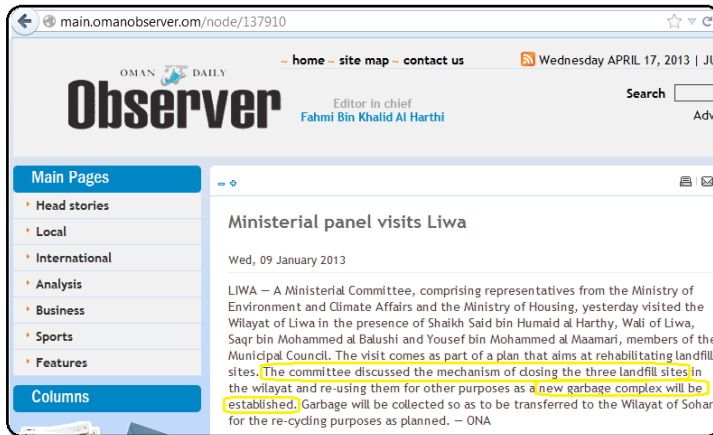 main.omanobserver.om/node/137910
~ home ~ site map ~ contact us
Wednesday APRIL 17, 2013 |
OMAN DAILY
Observer
Editor in chief
Fahmi Bin Khalid Al Harthi
Search
Main Pages
Head stories
Local
International
Analysis
Business
Sports
Features
Columns
Ministerial panel visits Liwa
Wed, 09 January 2013
LIWA — A Ministerial Committee, comprising representatives from the Ministry of
Environment and Climate Affairs and the Ministry of Housing, yesterday visited the
Wilayat of Liwa in the presence of Shaikh Said bin Humaid al Harthy, Wali of Liwa,
Saqr bin Mohammed al Balushi and Yousef bin Mohammed al Maamari, members of the
Municipal Council. The visit comes as part of a plan that aims at rehabilitating landfill
sites. The committee discussed the mechanism of closing the three landfill sites in
the wilayat and re-using them for other purposes as a new garbage complex will be
established. Garbage will be collected so as to be transferred to the Wilayat of Sohar
for the re-cycling purposes as planned. — ONA